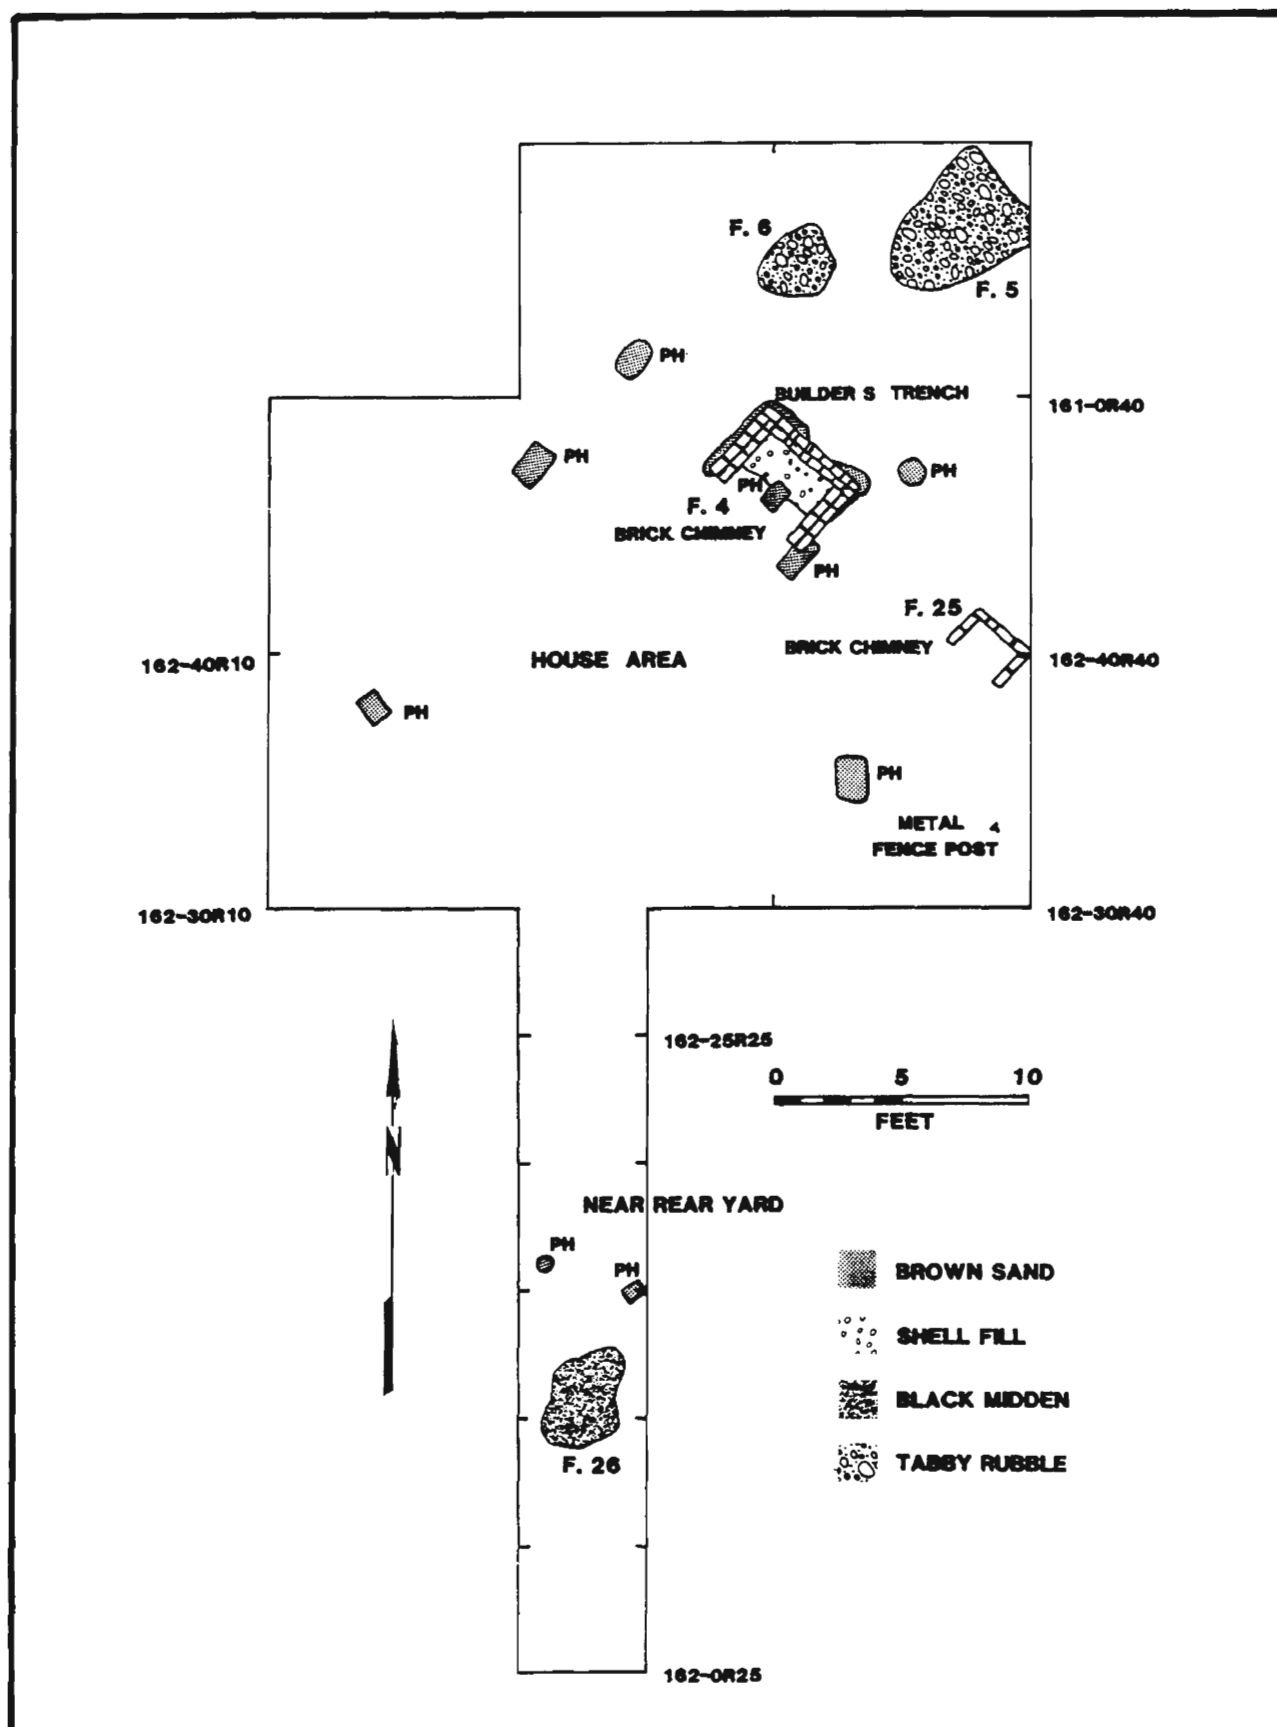 F. 6
F. 5
PH
BUILDER S TRENCH
161-0R40
PH
PH
PH
F. 4
BRICK CHIMNEY
PH
F. 25
BRICK CHIMNEY
162-40R10
HOUSE AREA
162-40R40
PH
PH
METAL
FENCE POST
162-30R10
162-30R40
162-25R25
0 5 10
FEET
N
NEAR REAR YARD
PH
PH
BROWN SAND
SHELL FILL
BLACK MIDDEN
F. 26
TABBY RUBBLE
162-0R25